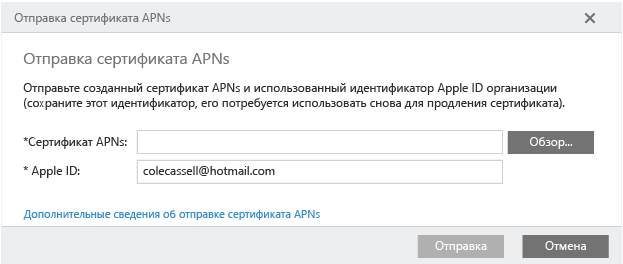 Отправка сертификата APNs
Отправка сертификата APNs
Отправьте созданный сертификат APNs и использованный идентификатор Apple ID организации
(сохраните этот идентификатор, его потребуется использовать снова для продления сертификата).
*Сертификат APNs:
Обзор...
* Apple ID:
colecassell@hotmail.com
Дополнительные сведения об отправке сертификата APNs
Отправка
Отмена